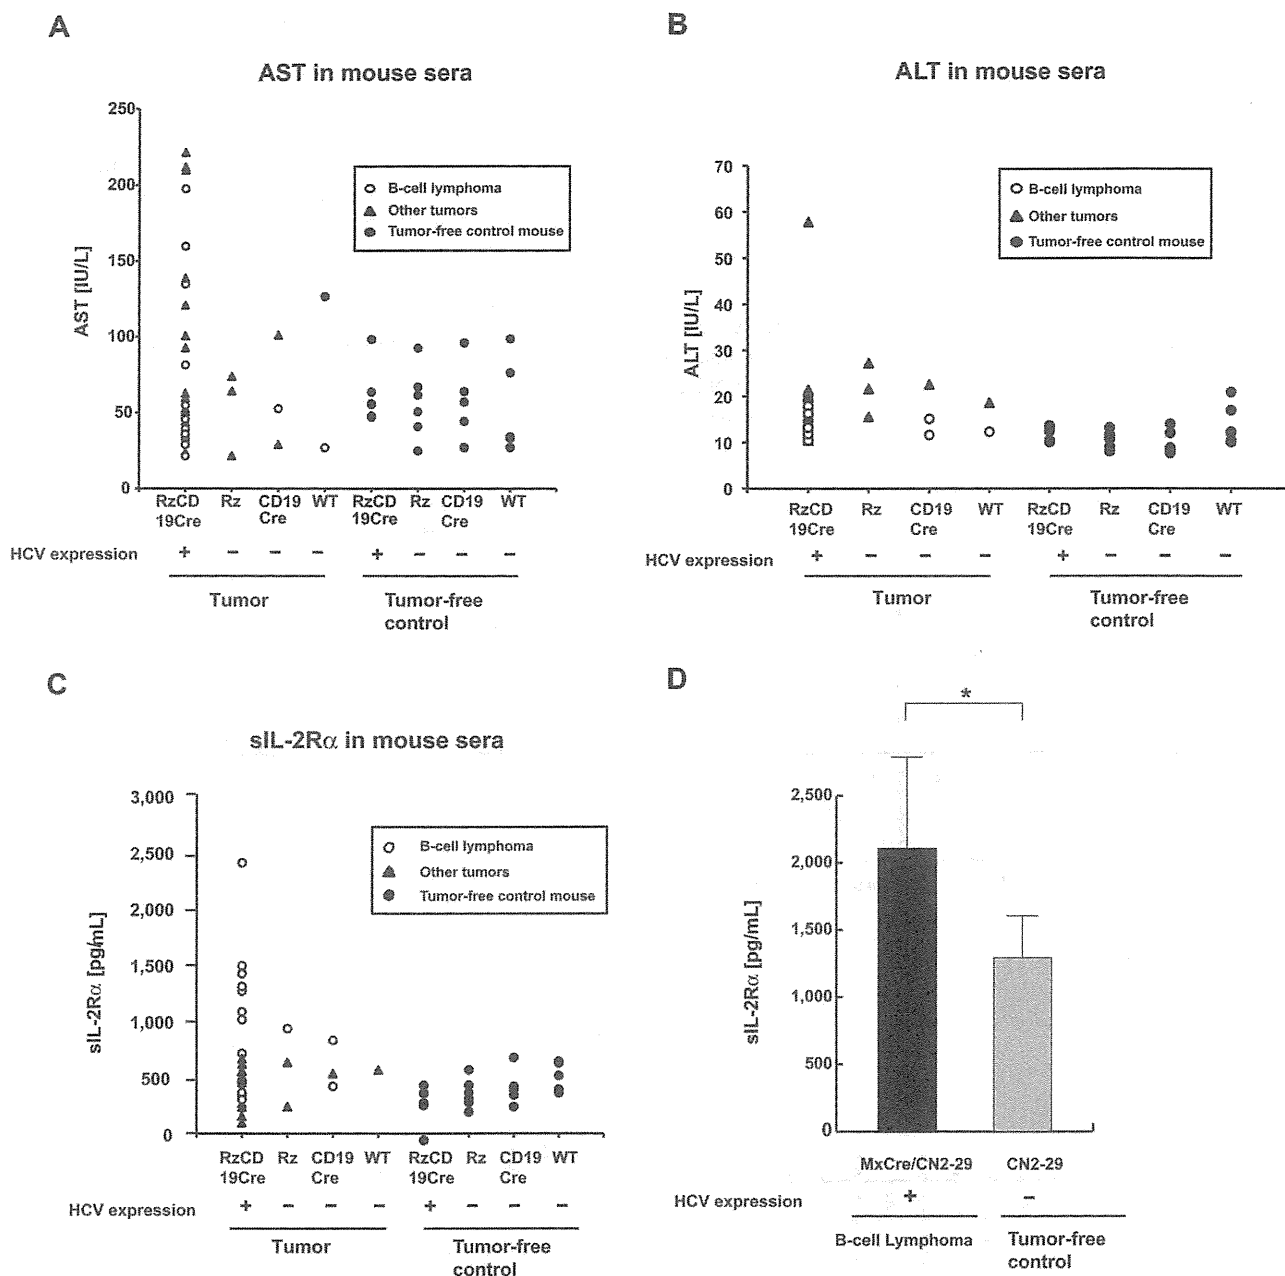 A
AST in mouse sera
250
200
150
100
50
0
AST [IU/L]
B-cell lymphoma
Other tumors
Tumor-free control mouse
RzCD
19Cre
Rz
CD19
Cre
WT
RzCD
19Cre
Rz
CD19
Cre
WT
HCV expression + − − − + − − −
Tumor
Tumor-free
control
B
ALT in mouse sera
70
60
50
40
30
20
10
0
ALT [IU/L]
B-cell lymphoma
Other tumors
Tumor-free control mouse
RzCD
19Cre
Rz
CD19
Cre
WT
RzCD
19Cre
Rz
CD19
Cre
WT
HCV expression + − − − + − − −
Tumor
Tumor-free
control
C
sIL-2Rα in mouse sera
3,000
2,500
2,000
1,500
1,000
500
0
sIL-2Rα [pg/mL]
B-cell lymphoma
Other tumors
Tumor-free control mouse
RzCD
19Cre
Rz
CD19
Cre
WT
RzCD
19Cre
Rz
CD19
Cre
WT
HCV expression + − − − + − − −
Tumor
Tumor-free
control
D
*
2,500
2,000
1,500
1,000
500
0
sIL-2Rα [pg/mL]
MxCre/CN2-29
CN2-29
HCV expression + −
B-cell Lymphoma
Tumor-free
control